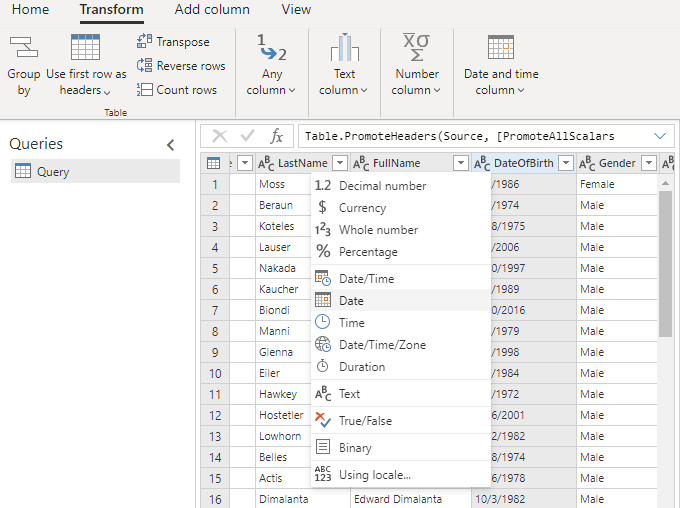 Home Transform Add column View
Group by
Use first row as headers
Transpose
Reverse rows
Count rows
Table
Any column
Text column
Number column
Date and time column
Queries
Query
fx Table.PromoteHeaders(Source, [PromoteAllScalars
e ABC LastName ABC FullName ABC DateOfBirth ABC Gender ABC
1 Moss /1986 Female
2 Beraun /1974 Male
3 Koteles 8/1975 Male
4 Lauser /2006 Male
5 Nakada 0/1997 Male
6 Kaucher /1989 Male
7 Biondi 0/2016 Male
8 Manni /1979 Male
9 Glenna /1998 Male
10 Eiler /1984 Male
11 Hawkey /1972 Male
12 Hostetler 6/2001 Male
13 Lowhorn 2/1982 Male
14 Belles 8/1974 Male
15 Actis 6/1978 Male
16 Dimalanta Edward Dimalanta 10/3/1982 Male
1.2 Decimal number
$ Currency
123 Whole number
% Percentage
Date/Time
Date
Time
Date/Time/Zone
Duration
ABC Text
True/False
Binary
ABC 123 Using locale...